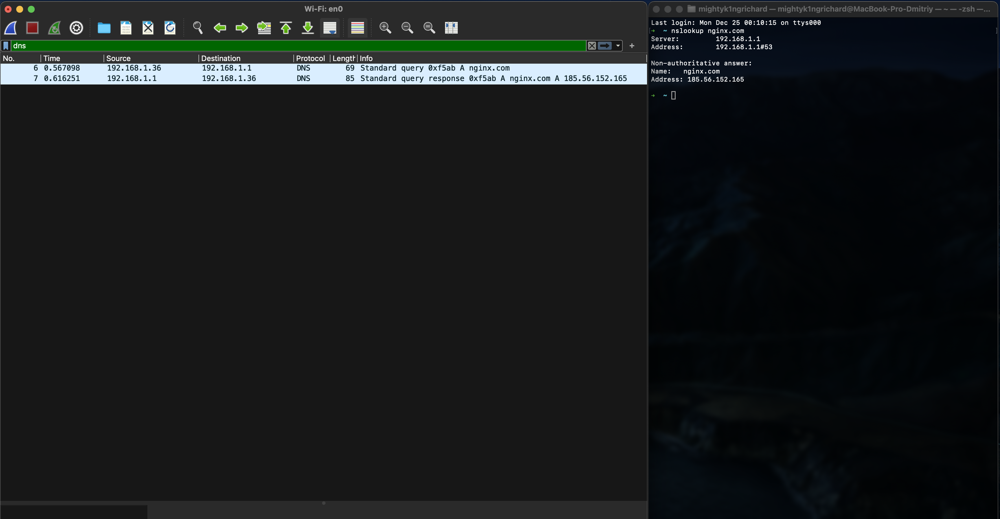 Wi-Fi: en0
dns
No. Time Source Destination Protocol Length Info
6 0.567098 192.168.1.36 192.168.1.1 DNS 69 Standard query 0xf5ab A nginx.com
7 0.616251 192.168.1.1 192.168.1.36 DNS 85 Standard query response 0xf5ab A nginx.com A 185.56.152.165
mightyk1ngrichard — mightyk1ngrichard@MacBook-Pro-Dmitriy — ~ — -zsh —...
Last login: Mon Dec 25 00:10:15 on ttys000
[➜ ~ nslookup nginx.com ]
Server: 192.168.1.1
Address: 192.168.1.1#53
Non-authoritative answer:
Name: nginx.com
Address: 185.56.152.165
➜ ~